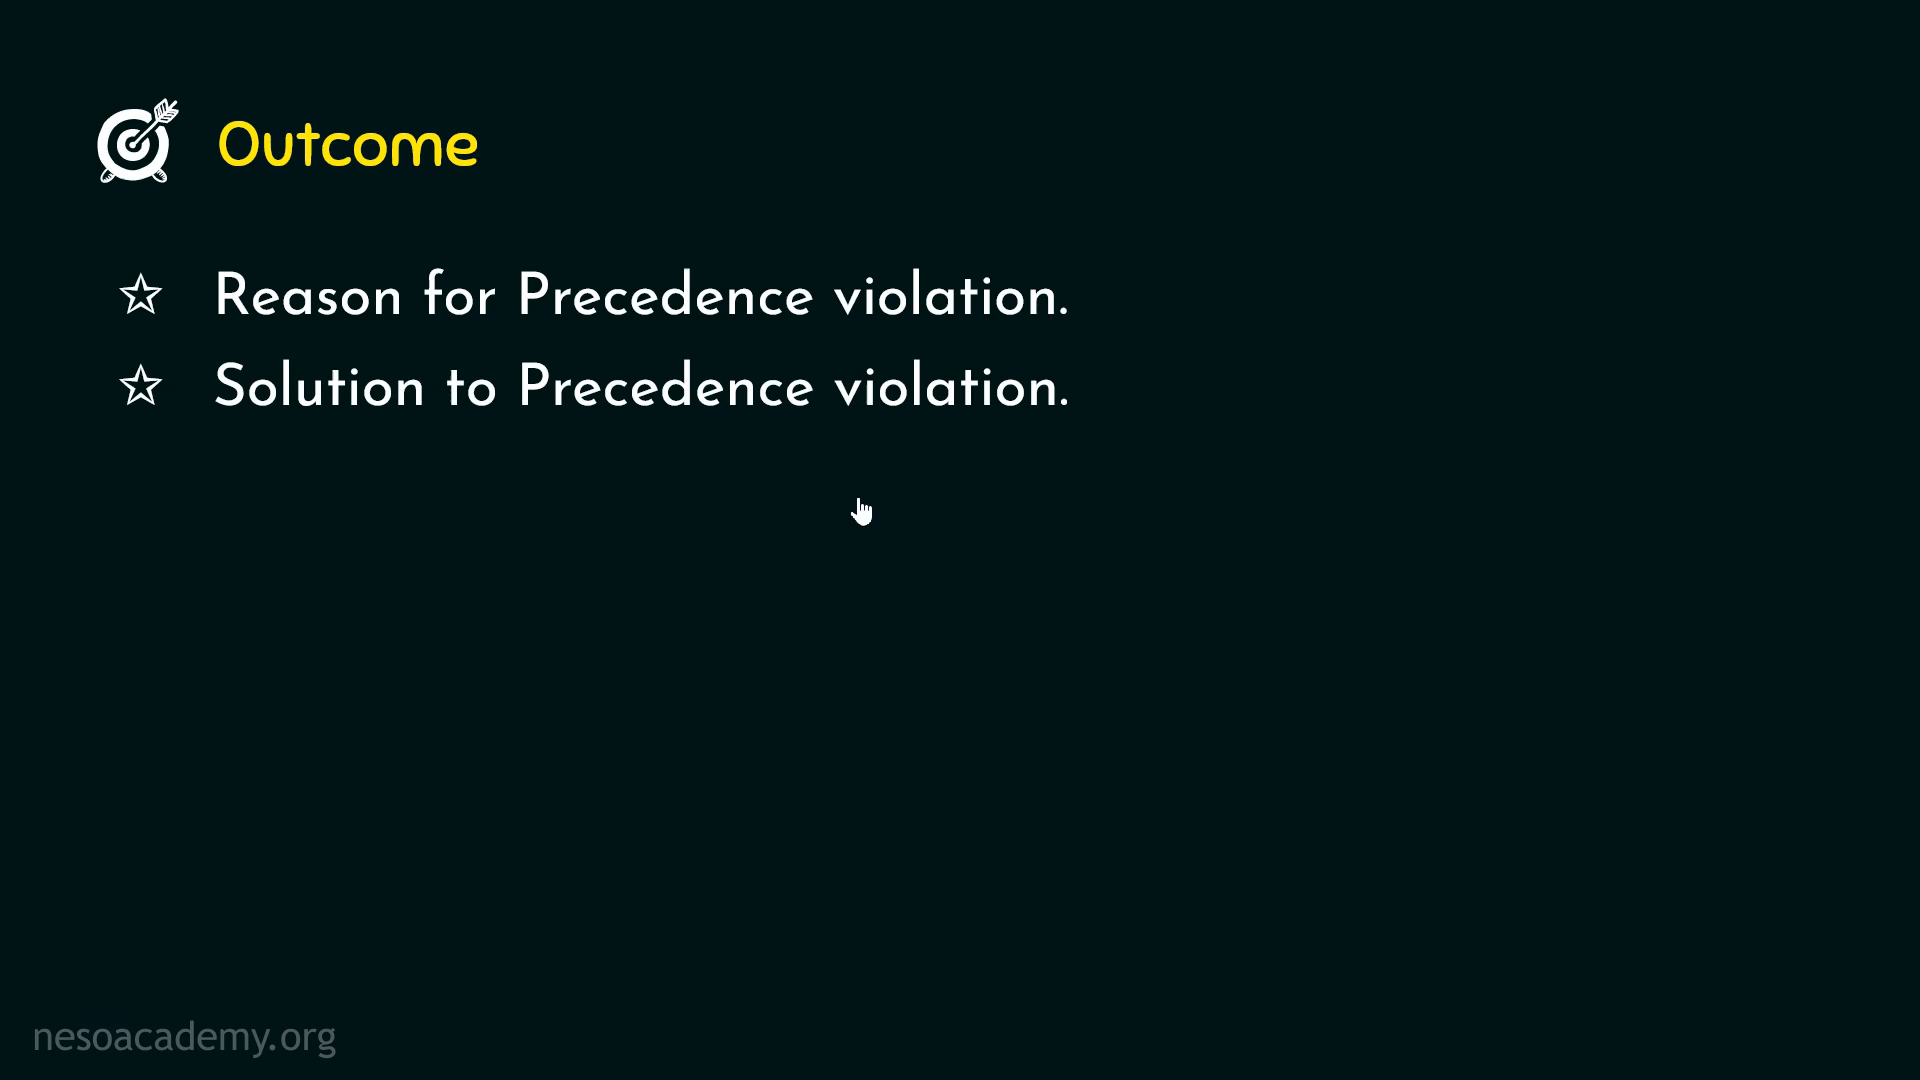 Outcome
☆ Reason for Precedence violation.
☆ Solution to Precedence violation.
nesoacademy.org